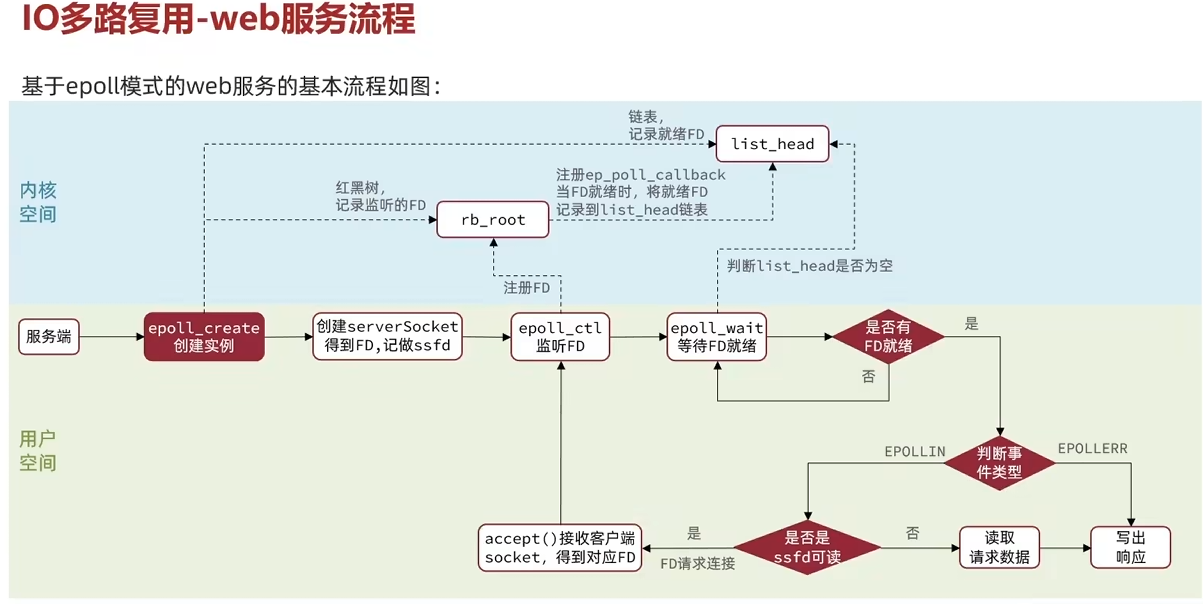 IO多路复用-web服务流程
基于epoll模式的web服务的基本流程如图：
链表，
记录就绪FD
list_head
内核
空间
红黑树，
记录监听的FD
rb_root
注册ep_poll_callback
当FD就绪时，将就绪FD
记录到list_head链表
注册FD
判断list_head是否为空
服务端
epoll_create
创建实例
创建serverSocket
得到FD,记做ssfd
epoll_ctl
监听FD
epoll_wait
等待FD就绪
是否有
FD就绪
是
否
用户
空间
EPOLLIN
判断事
件类型
EPOLLERR
accept()接收客户端
socket，得到对应FD
是
FD请求连接
是否是
ssfd可读
否
读取
请求数据
写出
响应